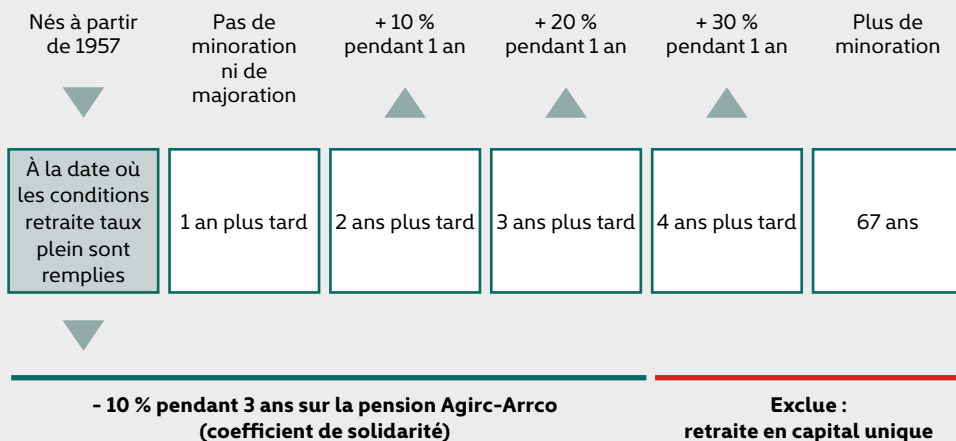 Nés à partir
de 1957
Pas de
minoration
ni de
majoration
+ 10 %
pendant 1 an
+ 20 %
pendant 1 an
+ 30 %
pendant 1 an
Plus de
minoration
À la date où
les conditions
retraite taux
plein sont
remplies
1 an plus tard
2 ans plus tard
3 ans plus tard
4 ans plus tard
67 ans
- 10 % pendant 3 ans sur la pension Agirc-Arrco
(coefficient de solidarité)
Exclue :
retraite en capital unique